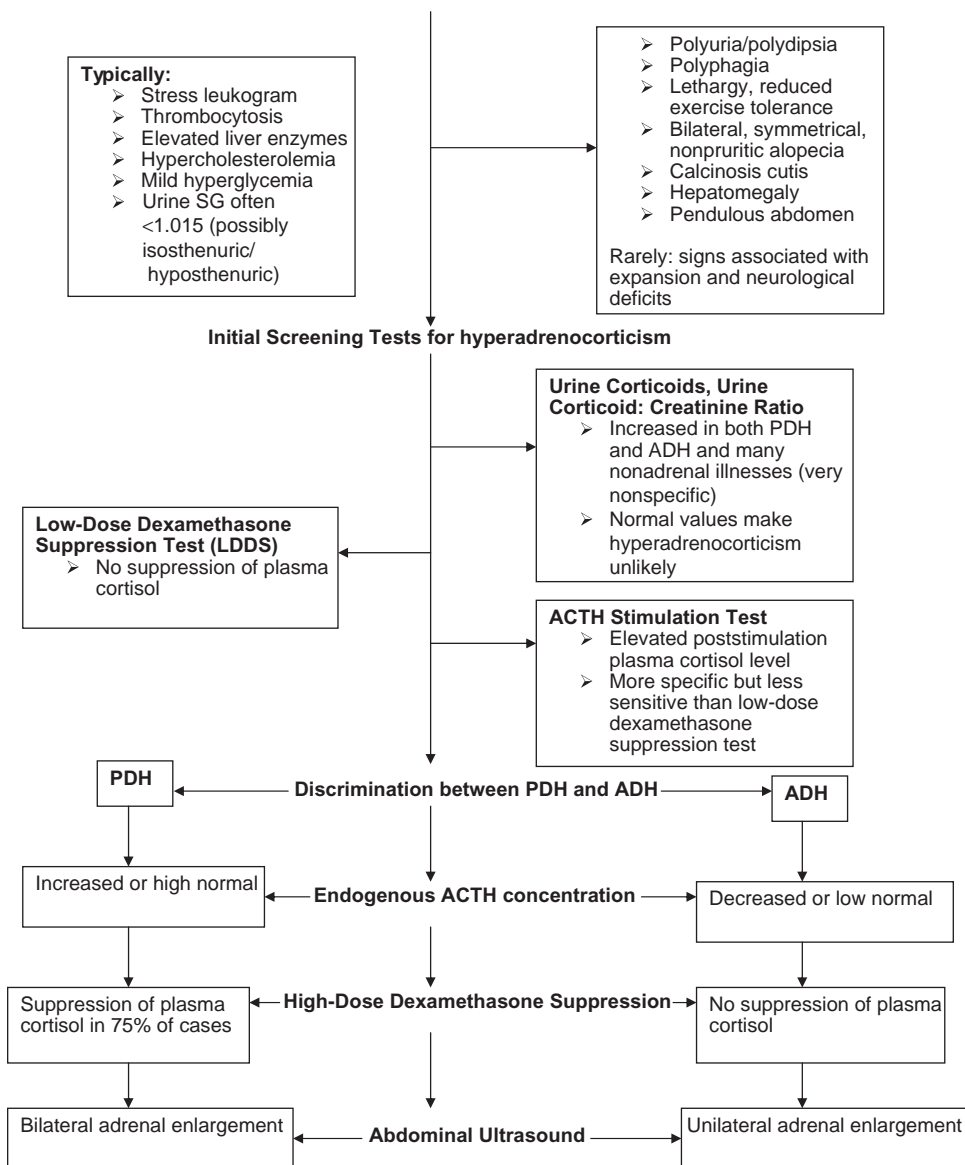 Typically:
➢ Stress leukogram
➢ Thrombocytosis
➢ Elevated liver enzymes
➢ Hypercholesterolemia
➢ Mild hyperglycemia
➢ Urine SG often
<1.015 (possibly
isosthenuric/
hyposthenuric)
➢ Polyuria/polydipsia
➢ Polyphagia
➢ Lethargy, reduced
exercise tolerance
➢ Bilateral, symmetrical,
nonpruritic alopecia
➢ Calcinosis cutis
➢ Hepatomegaly
➢ Pendulous abdomen
Rarely: signs associated with
expansion and neurological
deficits
Initial Screening Tests for hyperadrenocorticism
Urine Corticoids, Urine
Corticoid: Creatinine Ratio
➢ Increased in both PDH
and ADH and many
nonadrenal illnesses (very
nonspecific)
➢ Normal values make
hyperadrenocorticism
unlikely
Low-Dose Dexamethasone
Suppression Test (LDDS)
➢ No suppression of plasma
cortisol
ACTH Stimulation Test
➢ Elevated poststimulation
plasma cortisol level
➢ More specific but less
sensitive than low-dose
dexamethasone
suppression test
PDH
Discrimination between PDH and ADH
ADH
Increased or high normal
Endogenous ACTH concentration
Decreased or low normal
Suppression of plasma
cortisol in 75% of cases
High-Dose Dexamethasone Suppression
No suppression of plasma
cortisol
Bilateral adrenal enlargement
Abdominal Ultrasound
Unilateral adrenal enlargement